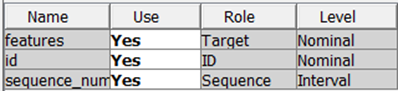 Name Use Role Level
features Yes Target Nominal
id Yes ID Nominal
sequence_num Yes Sequence Interval